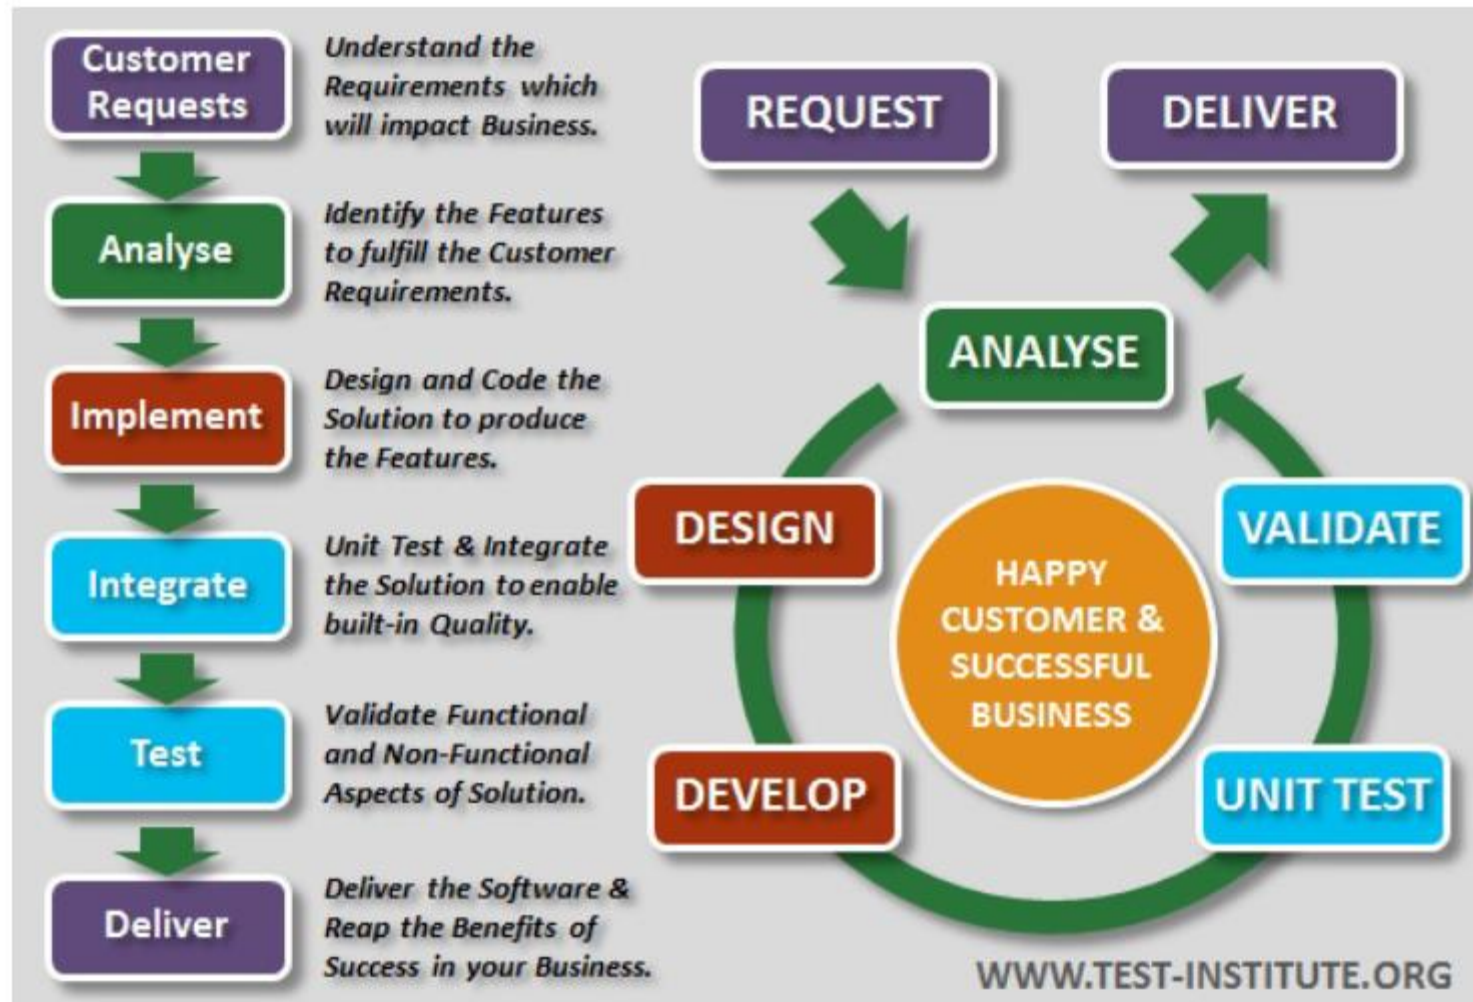 Customer
Requests
Understand the
Requirements which
will impact Business.
Analyse
Identify the Features
to fulfill the Customer
Requirements.
Implement
Design and Code the
Solution to produce
the Features.
Integrate
Unit Test & Integrate
the Solution to enable
built-in Quality.
Test
Validate Functional
and Non-Functional
Aspects of Solution.
Deliver
Deliver the Software &
Reap the Benefits of
Success in your Business.
REQUEST
DELIVER
ANALYSE
DESIGN
VALIDATE
HAPPY
CUSTOMER &
SUCCESSFUL
BUSINESS
DEVELOP
UNIT TEST
WWW.TEST-INSTITUTE.ORG